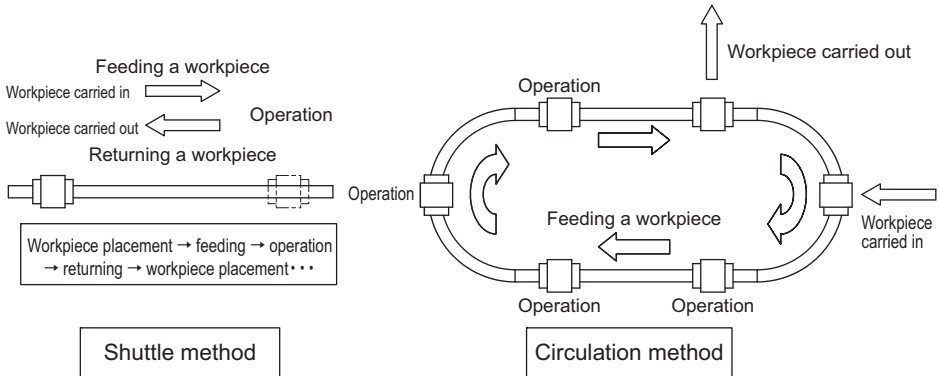 Feeding a workpiece
Workpiece carried in
Operation
Workpiece carried out
Returning a workpiece
Workpiece placement → feeding → operation
→ returning → workpiece placement・・・
Shuttle method
Workpiece carried out
Operation
Operation
Feeding a workpiece
Workpiece
carried in
Operation
Operation
Circulation method